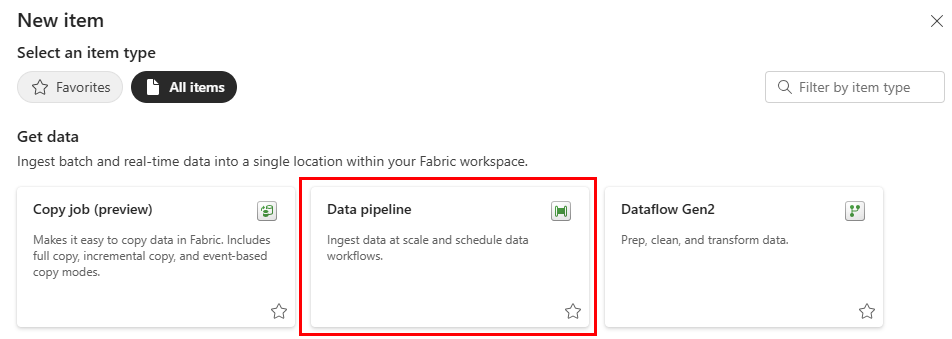 New item
Select an item type
Favorites
All items
Filter by item type
Get data
Ingest batch and real-time data into a single location within your Fabric workspace.
Copy job (preview)
Makes it easy to copy data in Fabric. Includes
full copy, incremental copy, and event-based
copy modes.
Data pipeline
Ingest data at scale and schedule data
workflows.
Dataflow Gen2
Prep, clean, and transform data.